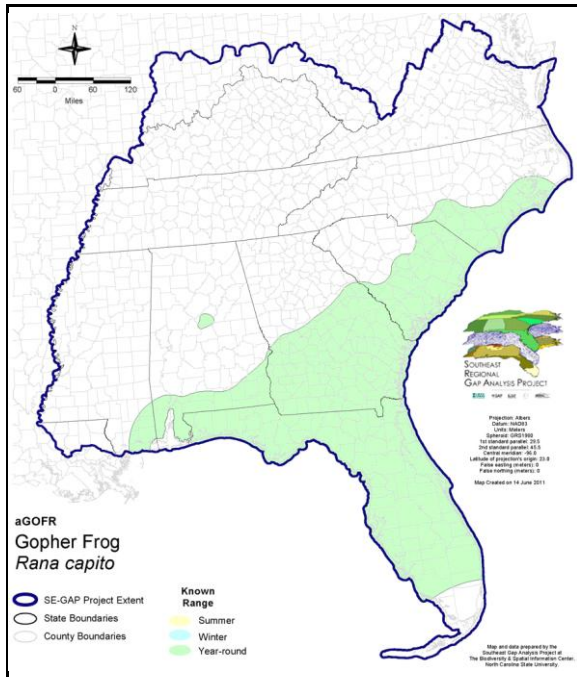 N
60 0 60 120
Miles
SOUTHEAST
REGIONAL
GAP ANALYSIS PROJECT
Projection: Albers
Datum: NAD83
Units: Meters
Spheroid: GRS1980
1st standard parallel: 29.5
2nd standard parallel: 45.5
Central meridian: -96.0
Latitude of projection's origin: 23.0
False easting (meters): 0
False northing (meters): 0
Map Created on 14 June 2011
aGOFR
Gopher Frog
Rana capito
SE-GAP Project Extent
State Boundaries
County Boundaries
Known
Range
Summer
Winter
Year-round
Map and data prepared by the
Southeast Gap Analysis Project at
The Biodiversity & Spatial Information Center,
North Carolina State University.